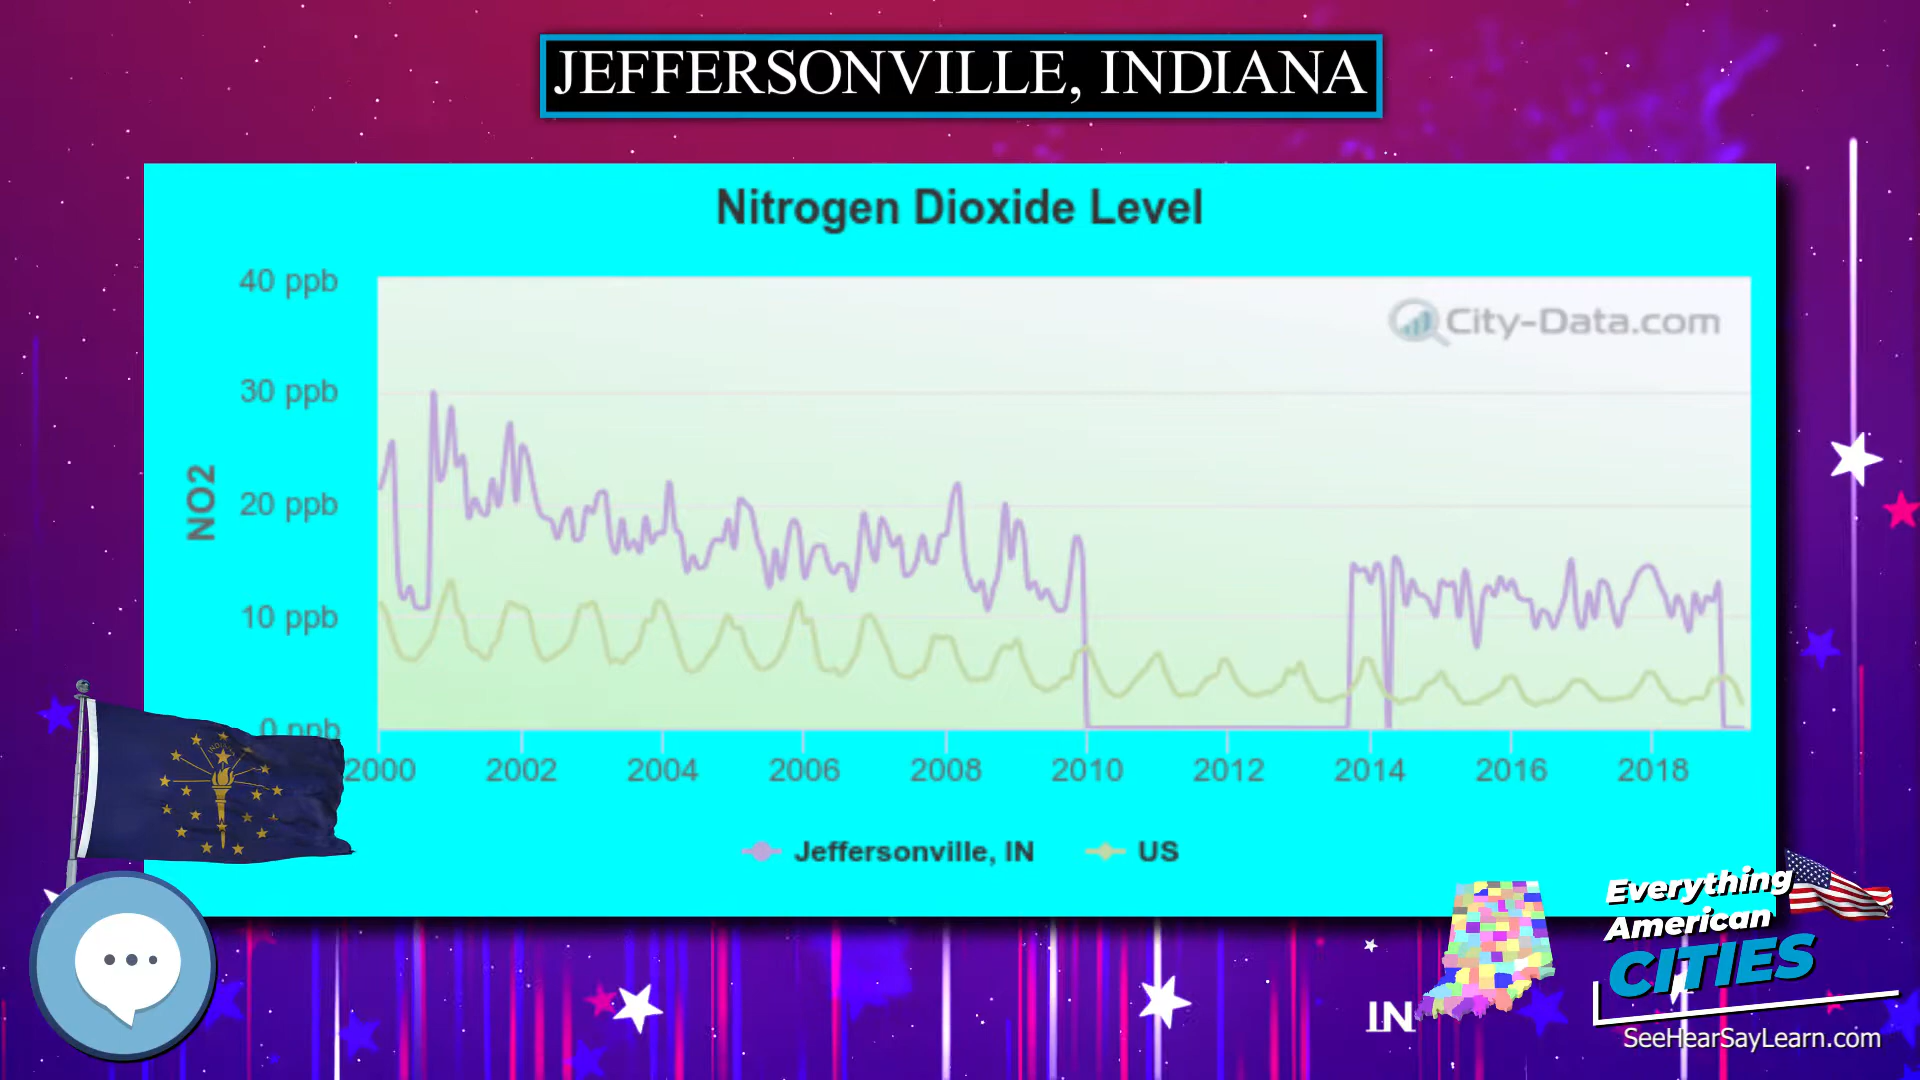 JEFFERSONVILLE, INDIANA
Nitrogen Dioxide Level
City-Data.com
40 ppb
30 ppb
20 ppb
10 ppb
0 ppb
NO2
2000 2002 2004 2006 2008 2010 2012 2014 2016 2018
Jeffersonville, IN US
Everything
American
CITIES
IN
SeeHearSayLearn.com